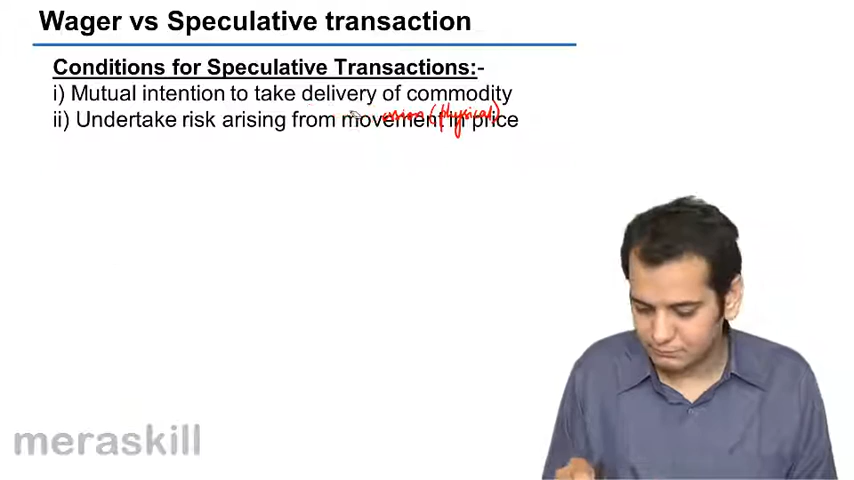 Wager vs Speculative transaction
Conditions for Speculative Transactions:-
i) Mutual intention to take delivery of commodity
ii) Undertake risk arising from movement in price
(physical)
meraskill